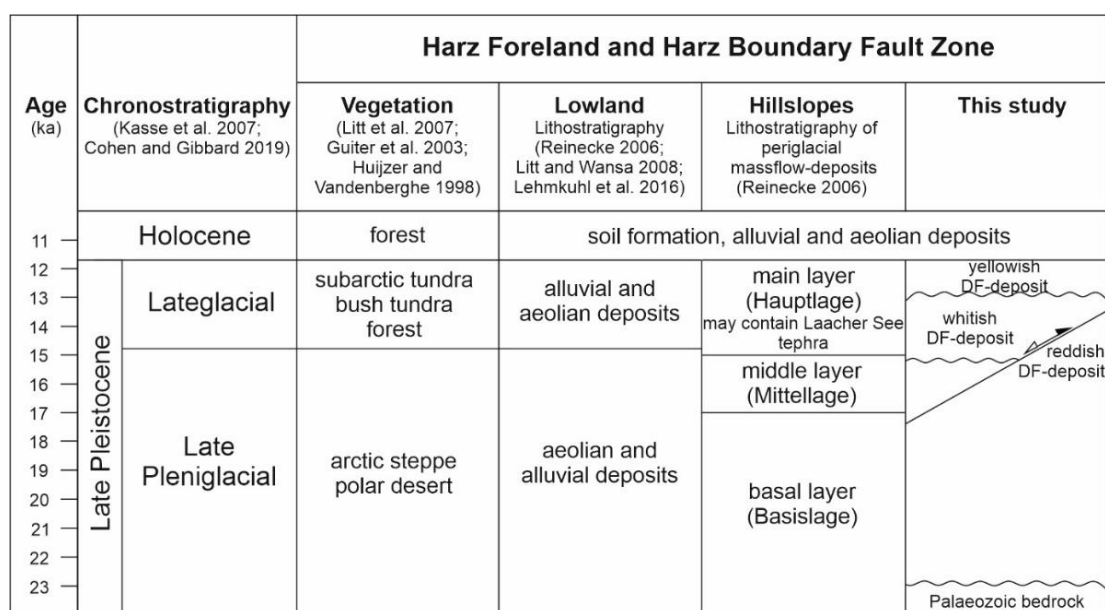 Harz Foreland and Harz Boundary Fault Zone
Age
(ka)
Chronostratigraphy
(Kasse et al. 2007;
Cohen and Gibbard 2019)
Vegetation
(Litt et al. 2007;
Guiter et al. 2003;
Huijzer and
Vandenberghe 1998)
Lowland
Lithostratigraphy
(Reinecke 2006;
Litt and Wansa 2008;
Lehmkuhl et al. 2016)
Hillslopes
Lithostratigraphy of
periglacial
massflow-deposits
(Reinecke 2006)
This study
11
12
13
14
15
16
17
18
19
20
21
22
23
Holocene
forest
soil formation, alluvial and aeolian deposits
Late Pleistocene
Lateglacial
subarctic tundra
bush tundra
forest
alluvial and
aeolian deposits
main layer
(Hauptlage)
may contain Laacher See
tephra
yellowish
DF-deposit
whitish
DF-deposit
reddish
DF-deposit
middle layer
(Mittellage)
Late
Pleniglacial
arctic steppe
polar desert
aeolian and
alluvial deposits
basal layer
(Basislage)
Palaeozoic bedrock